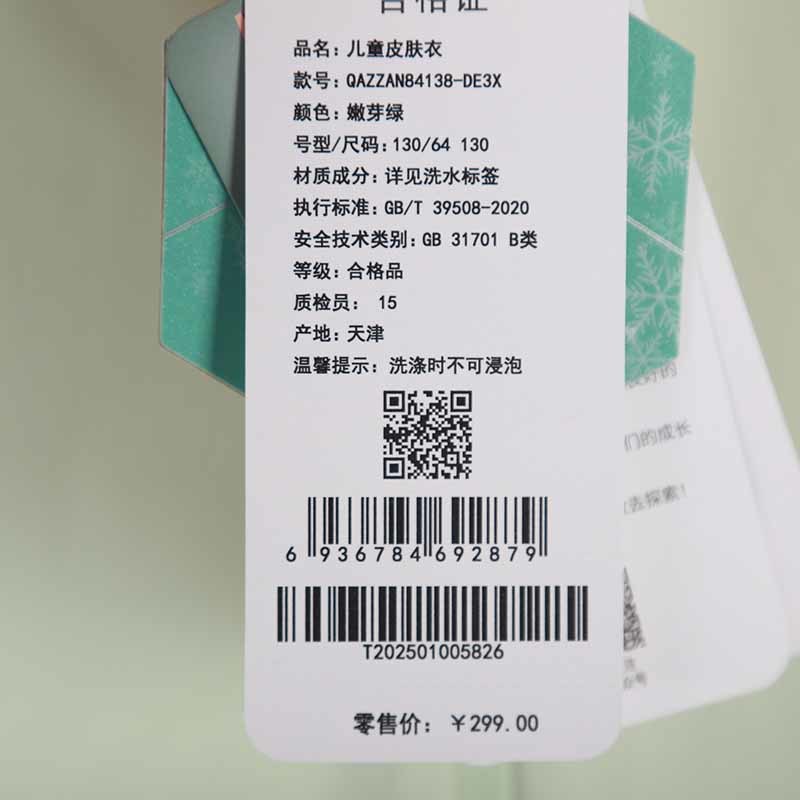 合格证
品名: 儿童皮肤衣
款号: QAZZAN84138-DE3X
颜色: 嫩芽绿
号型/尺码: 130/64 130
材质成分: 详见洗水标签
执行标准: GB/T 39508-2020
安全技术类别: GB 31701 B类
等级: 合格品
质检员: 15
产地: 天津
温馨提示: 洗涤时不可浸泡
6 936784 692879
T202501005826
零售价: ¥299.00
们的成长
去探索!